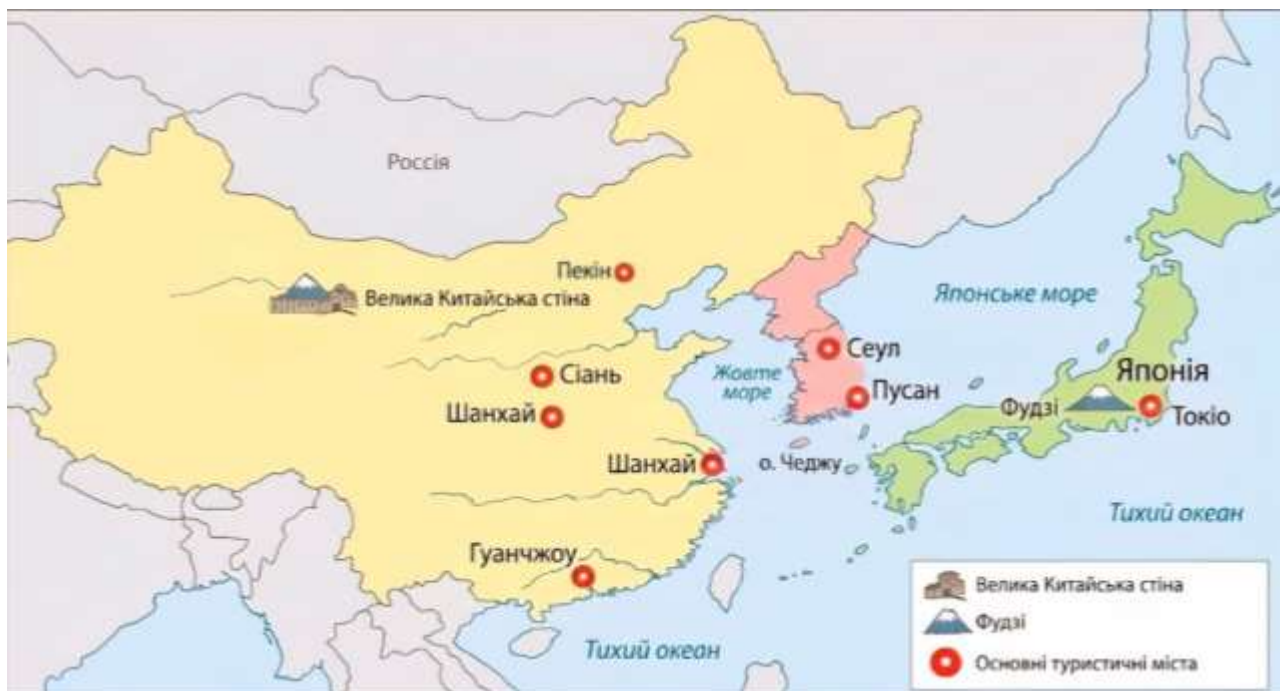 Россія
Пекін
Велика Китайська стіна
Японське море
Сеул
Сіань
Жовте
море
Пусан
Японія
Фудзі
Токіо
Шанхай
Шанхай
о. Чеджу
Тихий океан
Гуанчжоу
Тихий океан
Велика Китайська стіна
Фудзі
Основні туристичні міста